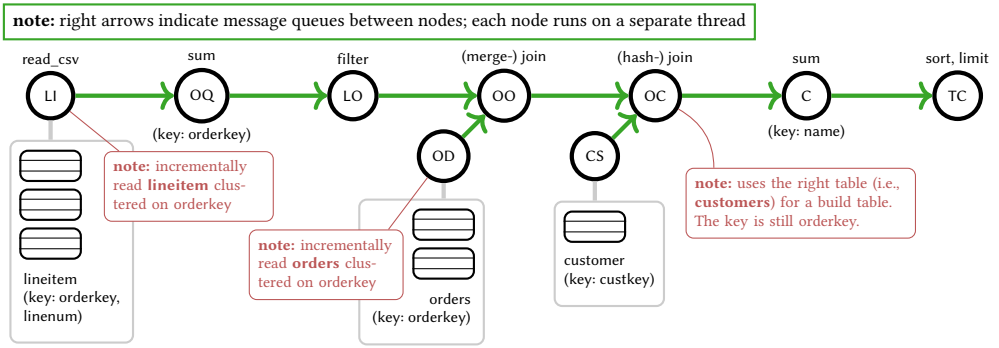 note: right arrows indicate message queues between nodes; each node runs on a separate thread
read_csv
sum
filter
(merge-) join
(hash-) join
sum
sort, limit
LI
OQ
LO
OO
OC
C
TC
(key: orderkey)
(key: name)
OD
CS
note: incrementally
read lineitem clus-
tered on orderkey
note: uses the right table (i.e.,
customers) for a build table.
The key is still orderkey.
note: incrementally
read orders clus-
tered on orderkey
lineitem
(key: orderkey,
linenum)
orders
(key: orderkey)
customer
(key: custkey)